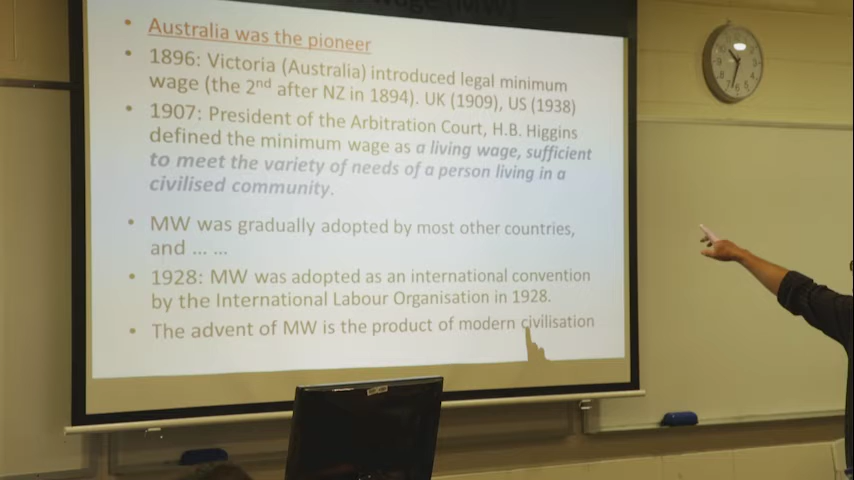 • Australia was the pioneer
• 1896: Victoria (Australia) introduced legal minimum
wage (the 2nd after NZ in 1894). UK (1909), US (1938)
• 1907: President of the Arbitration Court, H.B. Higgins
defined the minimum wage as a living wage, sufficient
to meet the variety of needs of a person living in a
civilised community.
• MW was gradually adopted by most other countries,
and ... ...
• 1928: MW was adopted as an international convention
by the International Labour Organisation in 1928.
• The advent of MW is the product of modern civilisation